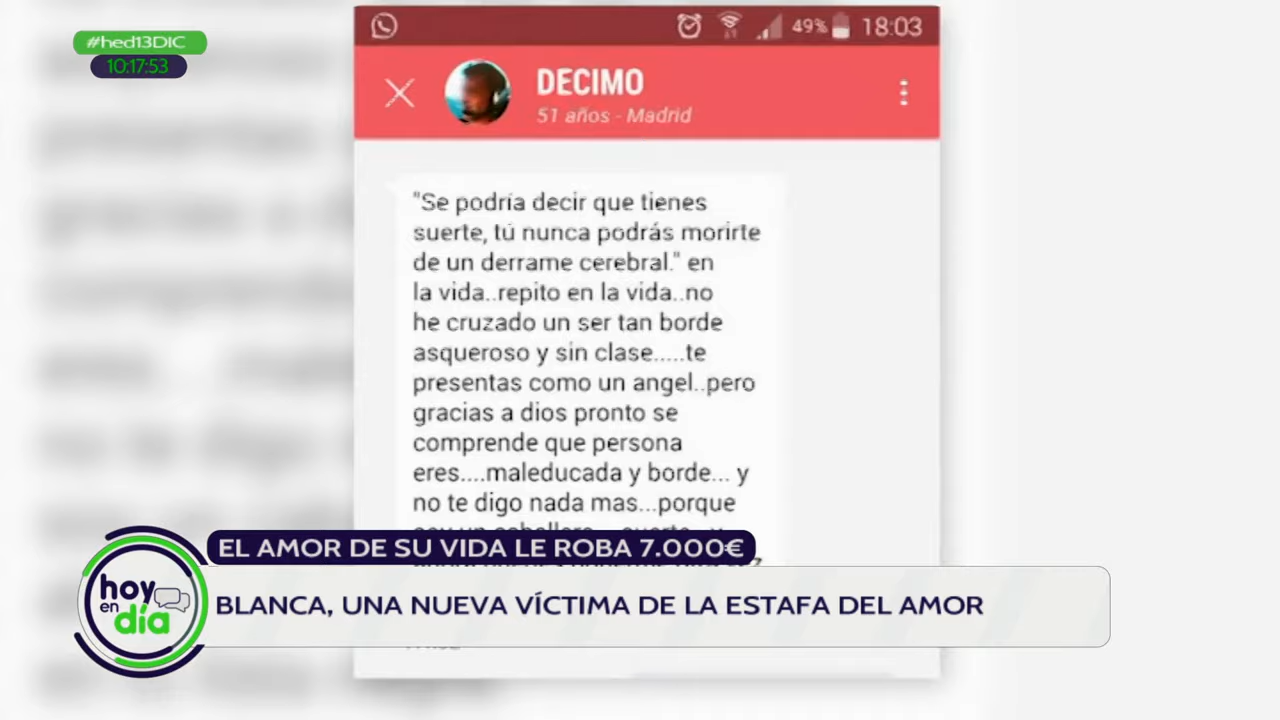 #hed13DIC
10:17:53
49% 18:03
DECIMO
51 años - Madrid
"Se podría decir que tienes
suerte, tú nunca podrás morirte
de un derrame cerebral." en
la vida..repito en la vida..no
he cruzado un ser tan borde
asqueroso y sin clase.....te
presentas como un angel..pero
gracias a dios pronto se
comprende que persona
eres....maleducada y borde... y
no te digo nada mas...porque
EL AMOR DE SU VIDA LE ROBA 7.000€
hoy
en
día
BLANCA, UNA NUEVA VÍCTIMA DE LA ESTAFA DEL AMOR